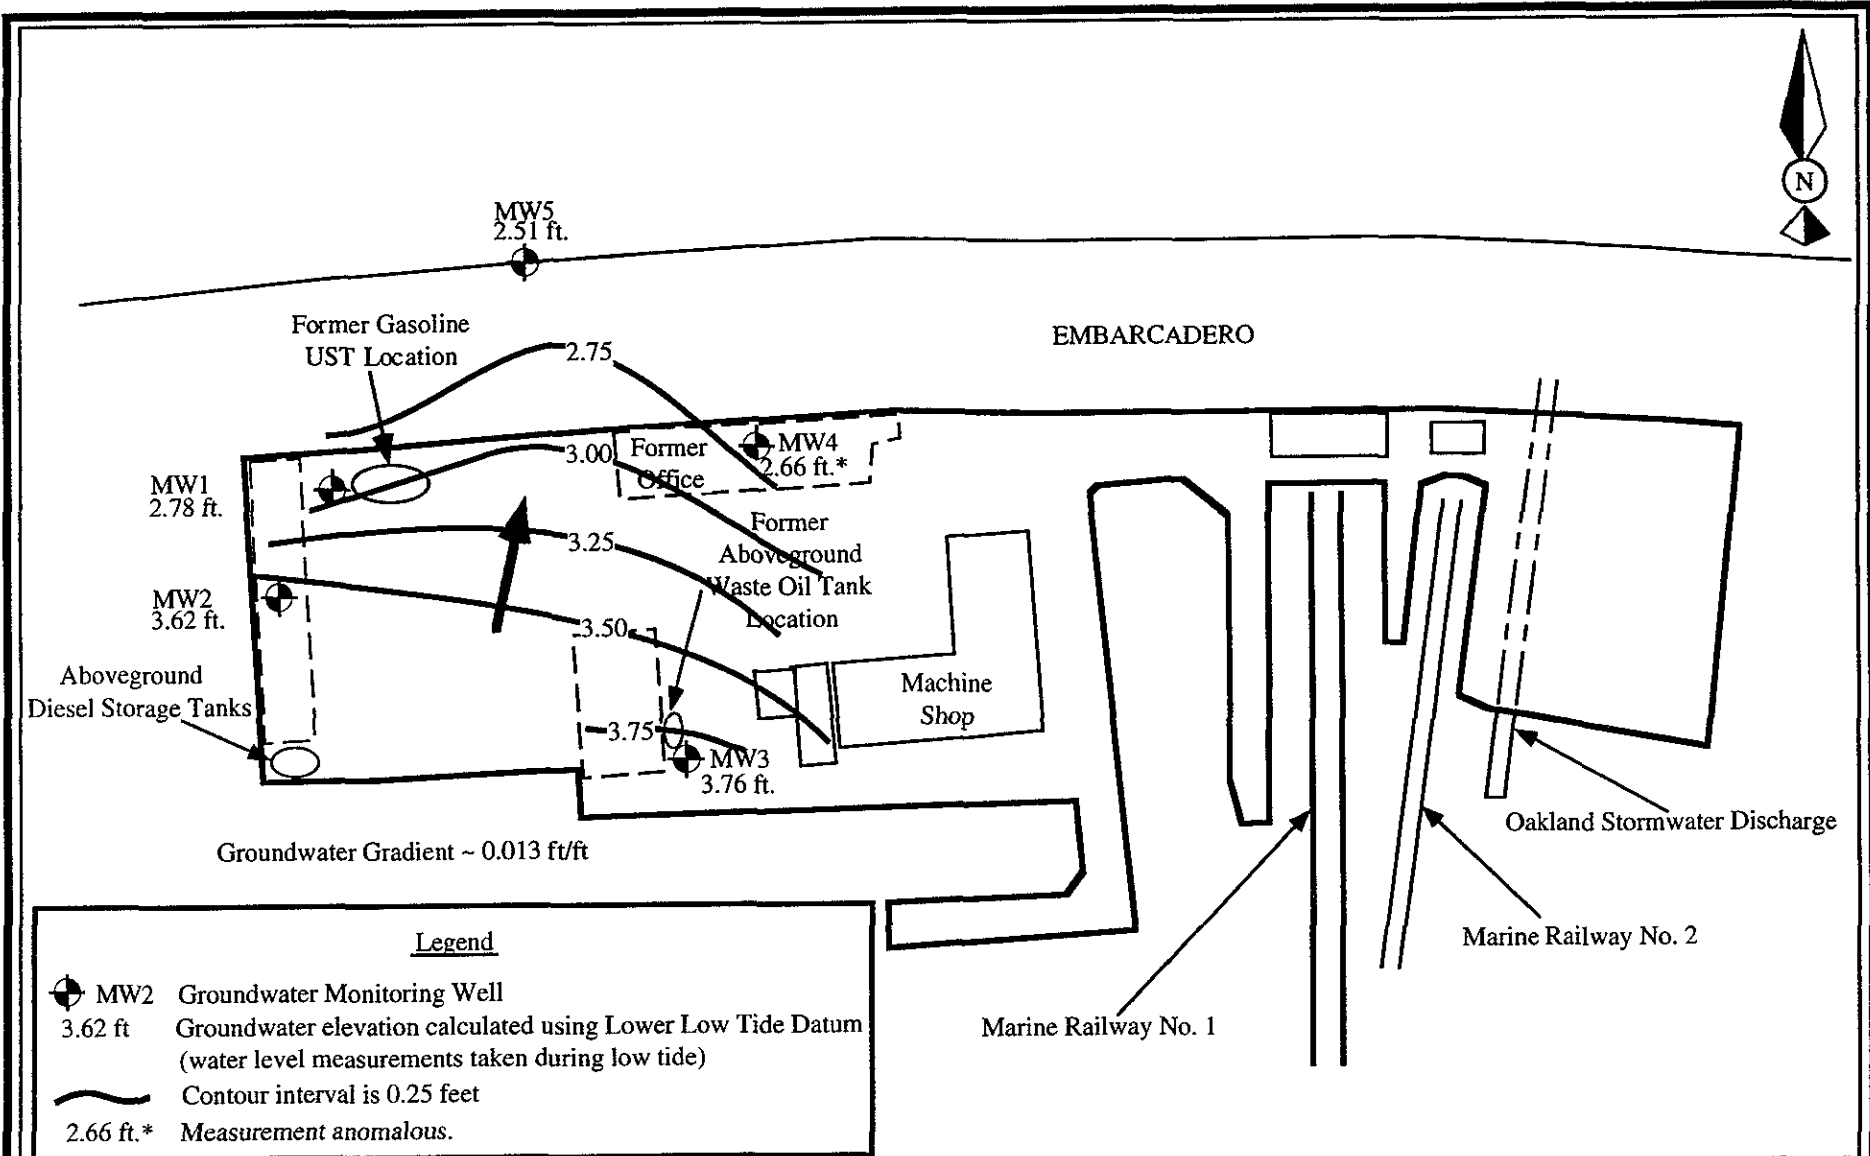 N
MW5
2.51 ft.
Former Gasoline
UST Location
EMBARCADERO
2.75
MW4
2.66 ft.*
Former
Office
3.00
MW1
2.78 ft.
Former
Aboveground
Waste Oil Tank
Location
3.25
MW2
3.62 ft.
3.50
Aboveground
Diesel Storage Tanks
Machine
Shop
3.75
MW3
3.76 ft.
Oakland Stormwater Discharge
Groundwater Gradient ~ 0.013 ft/ft
Marine Railway No. 2
Marine Railway No. 1
Legend
MW2 Groundwater Monitoring Well
3.62 ft Groundwater elevation calculated using Lower Low Tide Datum
(water level measurements taken during low tide)
Contour interval is 0.25 feet
2.66 ft.* Measurement anomalous.